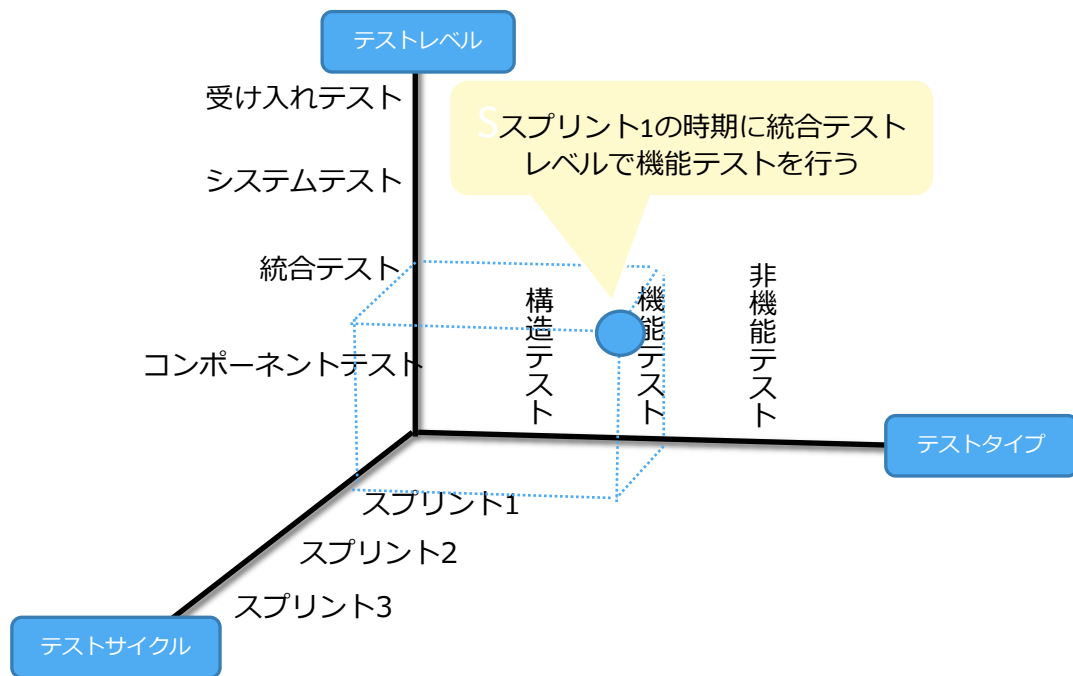 テストレベル
受け入れテスト
Sスプリント1の時期に統合テスト
レベルで機能テストを行う
システムテスト
統合テスト
コンポーネントテスト
構造テスト
機能テスト
非機能テスト
テストタイプ
スプリント1
スプリント2
スプリント3
テストサイクル